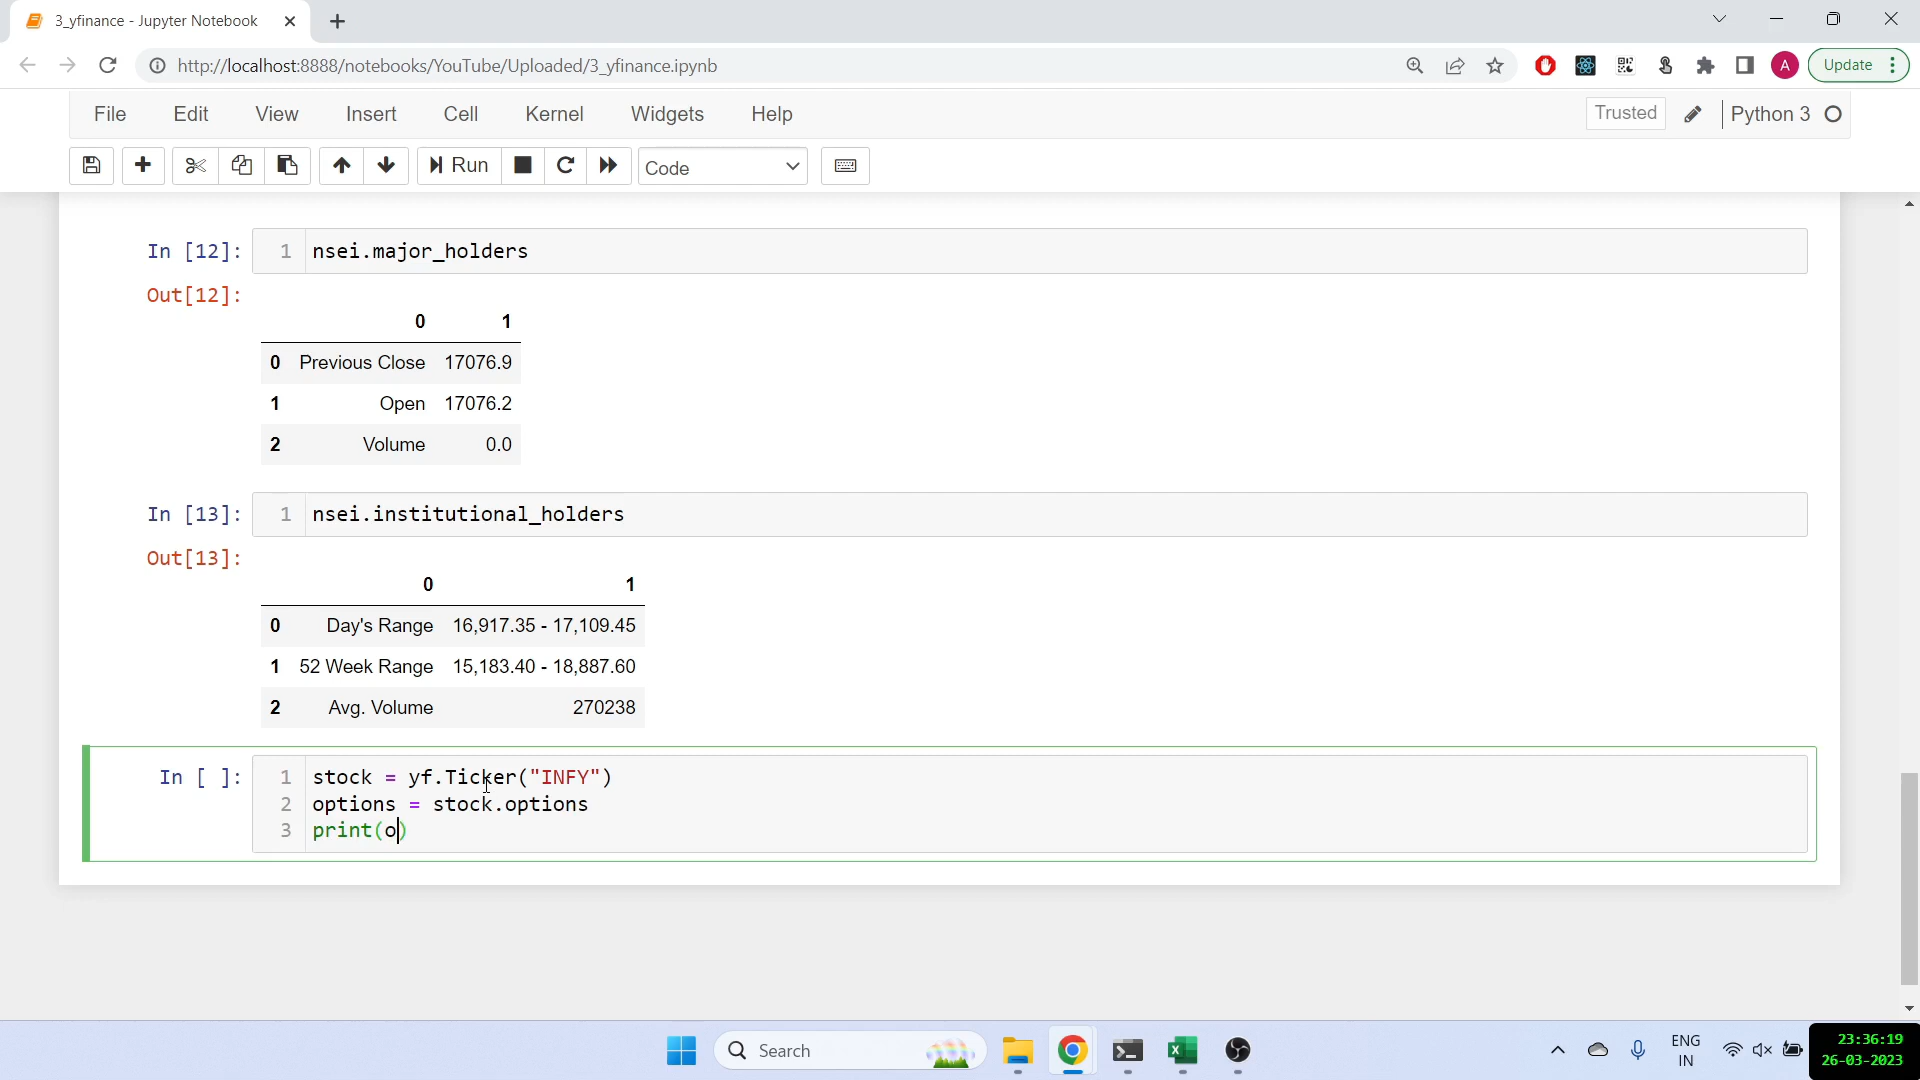 3_yfinance - Jupyter Notebook
http://localhost:8888/notebooks/YouTube/Uploaded/3_yfinance.ipynb
A
Update
File Edit View Insert Cell Kernel Widgets Help
Trusted
Python 3
Run
Code
In [12]:
1 nsei.major_holders
Out[12]:
0 1
0 Previous Close 17076.9
1 Open 17076.2
2 Volume 0.0
In [13]:
1 nsei.institutional_holders
Out[13]:
0 1
0 Day's Range 16,917.35 - 17,109.45
1 52 Week Range 15,183.40 - 18,887.60
2 Avg. Volume 270238
In [ ]:
1 stock = yf.Ticker("INFY")
2 options = stock.options
3 print(o)
Search
ENG
IN
23:36:19
26-03-2023